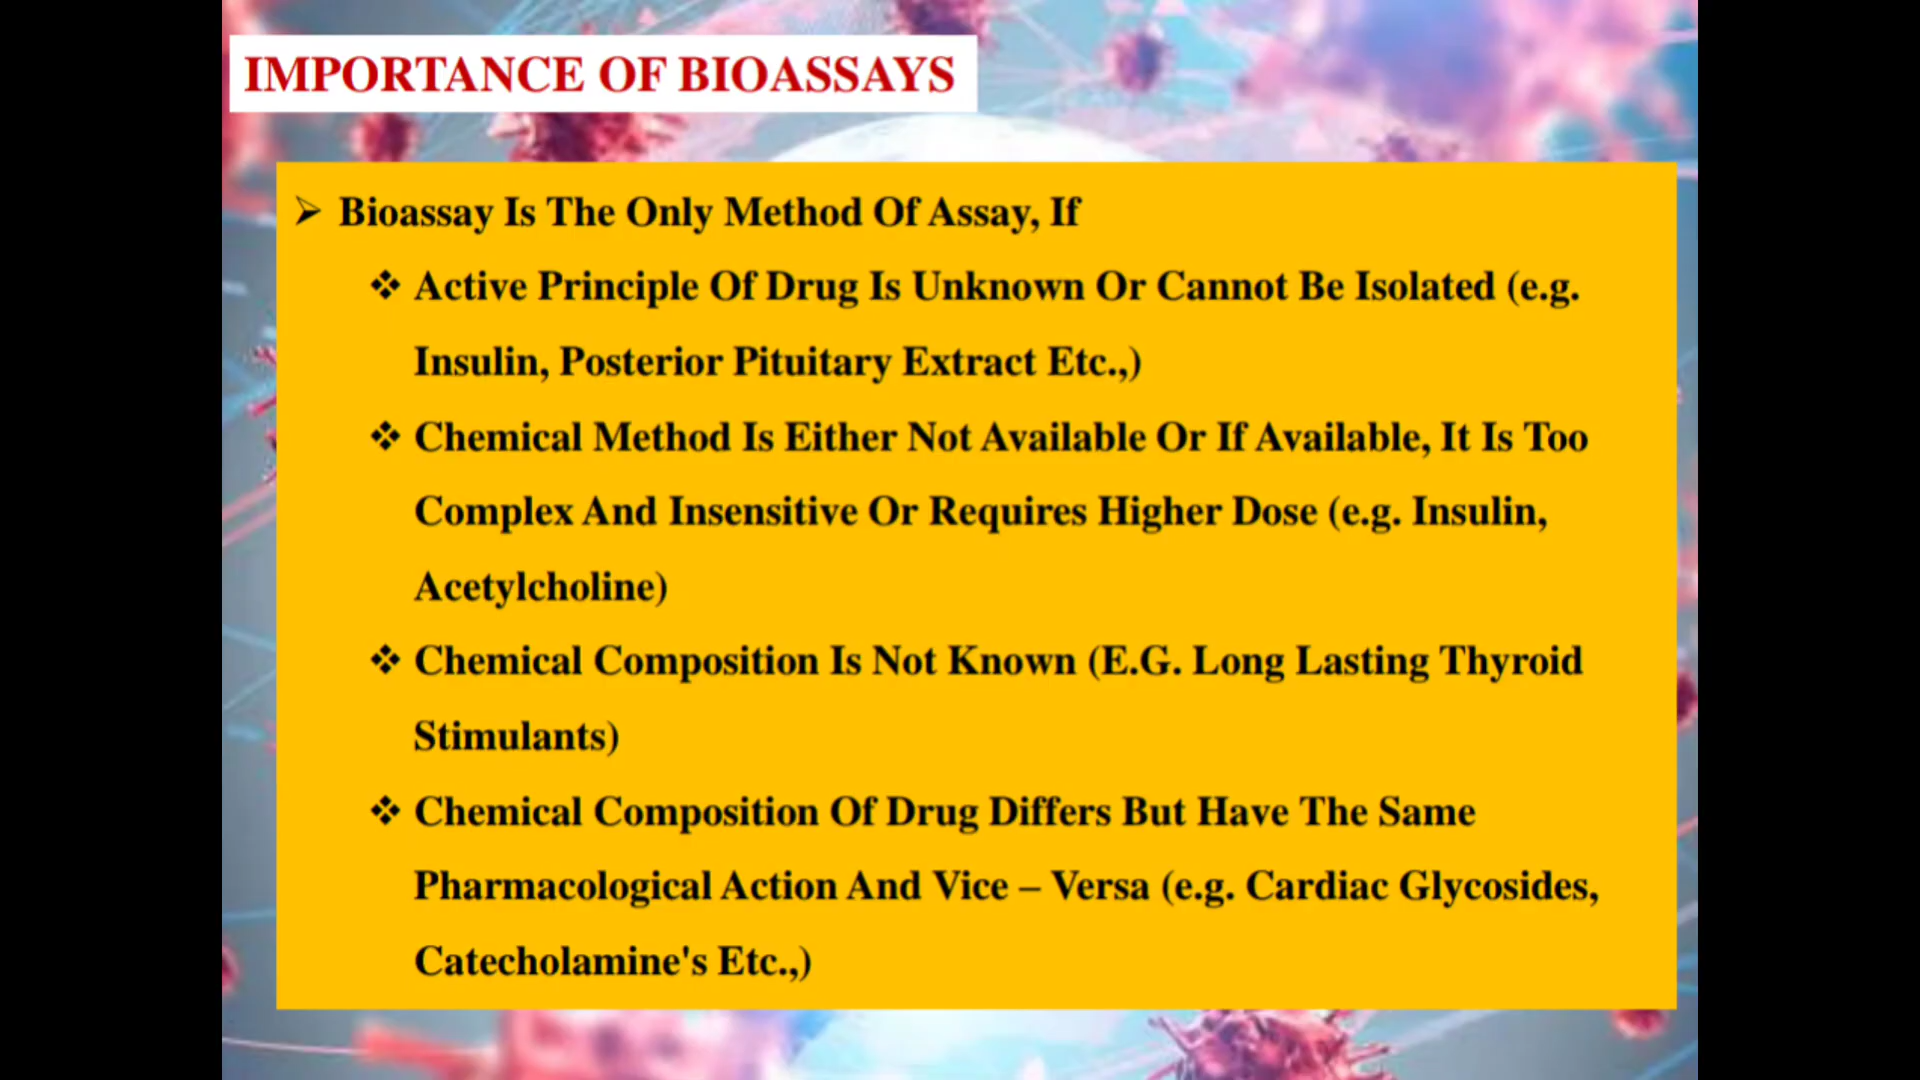 IMPORTANCE OF BIOASSAYS
➢ Bioassay Is The Only Method Of Assay, If
❖ Active Principle Of Drug Is Unknown Or Cannot Be Isolated (e.g.
Insulin, Posterior Pituitary Extract Etc.,)
❖ Chemical Method Is Either Not Available Or If Available, It Is Too
Complex And Insensitive Or Requires Higher Dose (e.g. Insulin,
Acetylcholine)
❖ Chemical Composition Is Not Known (E.G. Long Lasting Thyroid
Stimulants)
❖ Chemical Composition Of Drug Differs But Have The Same
Pharmacological Action And Vice – Versa (e.g. Cardiac Glycosides,
Catecholamine's Etc.,)